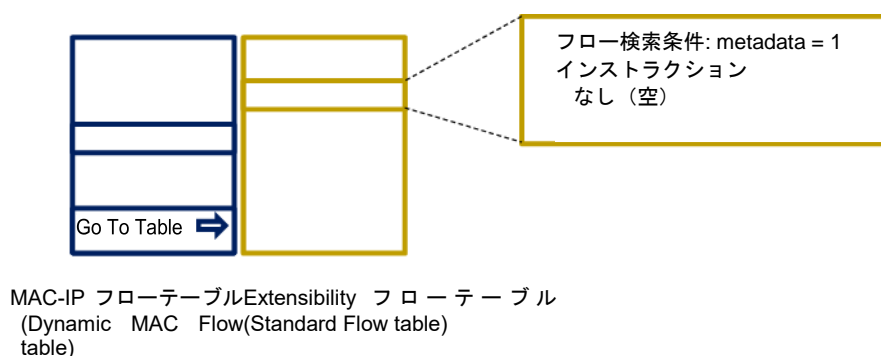 フロー検索条件: metadata = 1
インストラクション
なし（空）
Go To Table
MAC-IP フローテーブルExtensibility フローテーブル
(Dynamic MAC Flow(Standard Flow table)
table)